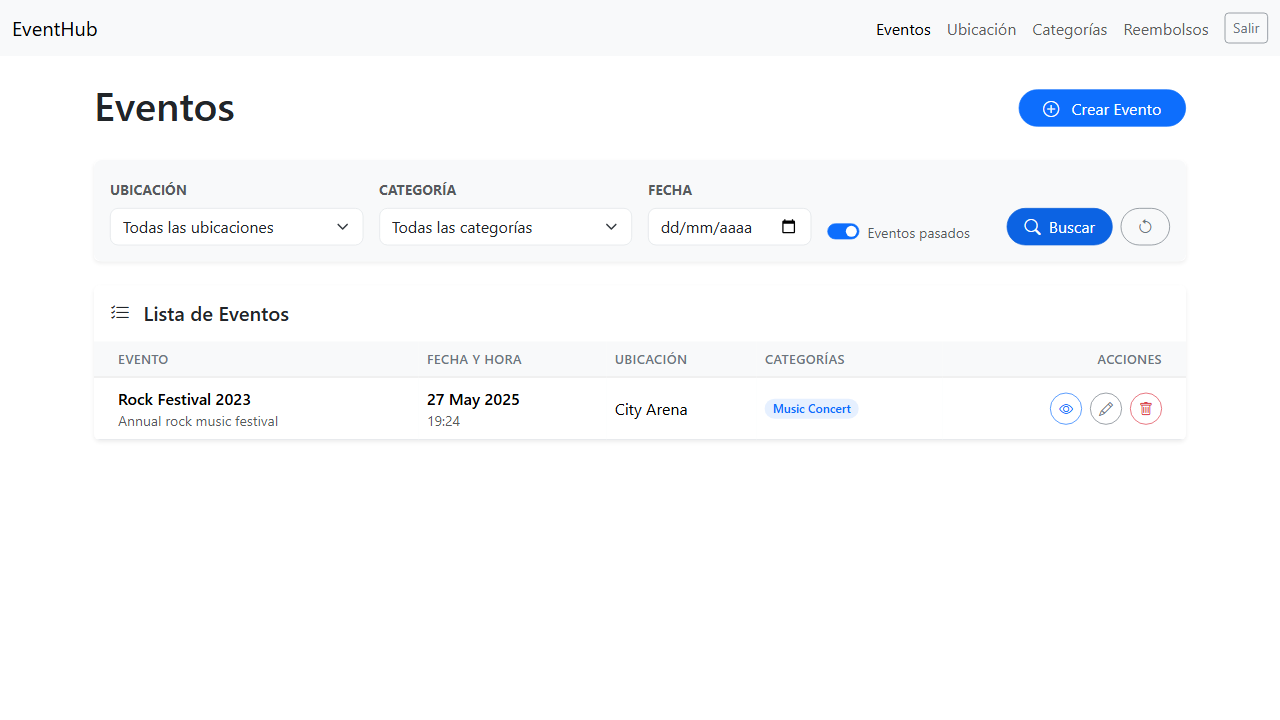 EventHub
Eventos Ubicación Categorías Reembolsos Salir
Eventos
Crear Evento
UBICACIÓN CATEGORÍA FECHA
Todas las ubicaciones Todas las categorías dd/mm/aaaa Eventos pasados Buscar
Lista de Eventos
EVENTO FECHA Y HORA UBICACIÓN CATEGORÍAS ACCIONES
Rock Festival 2023 27 May 2025 City Arena Music Concert
Annual rock music festival 19:24